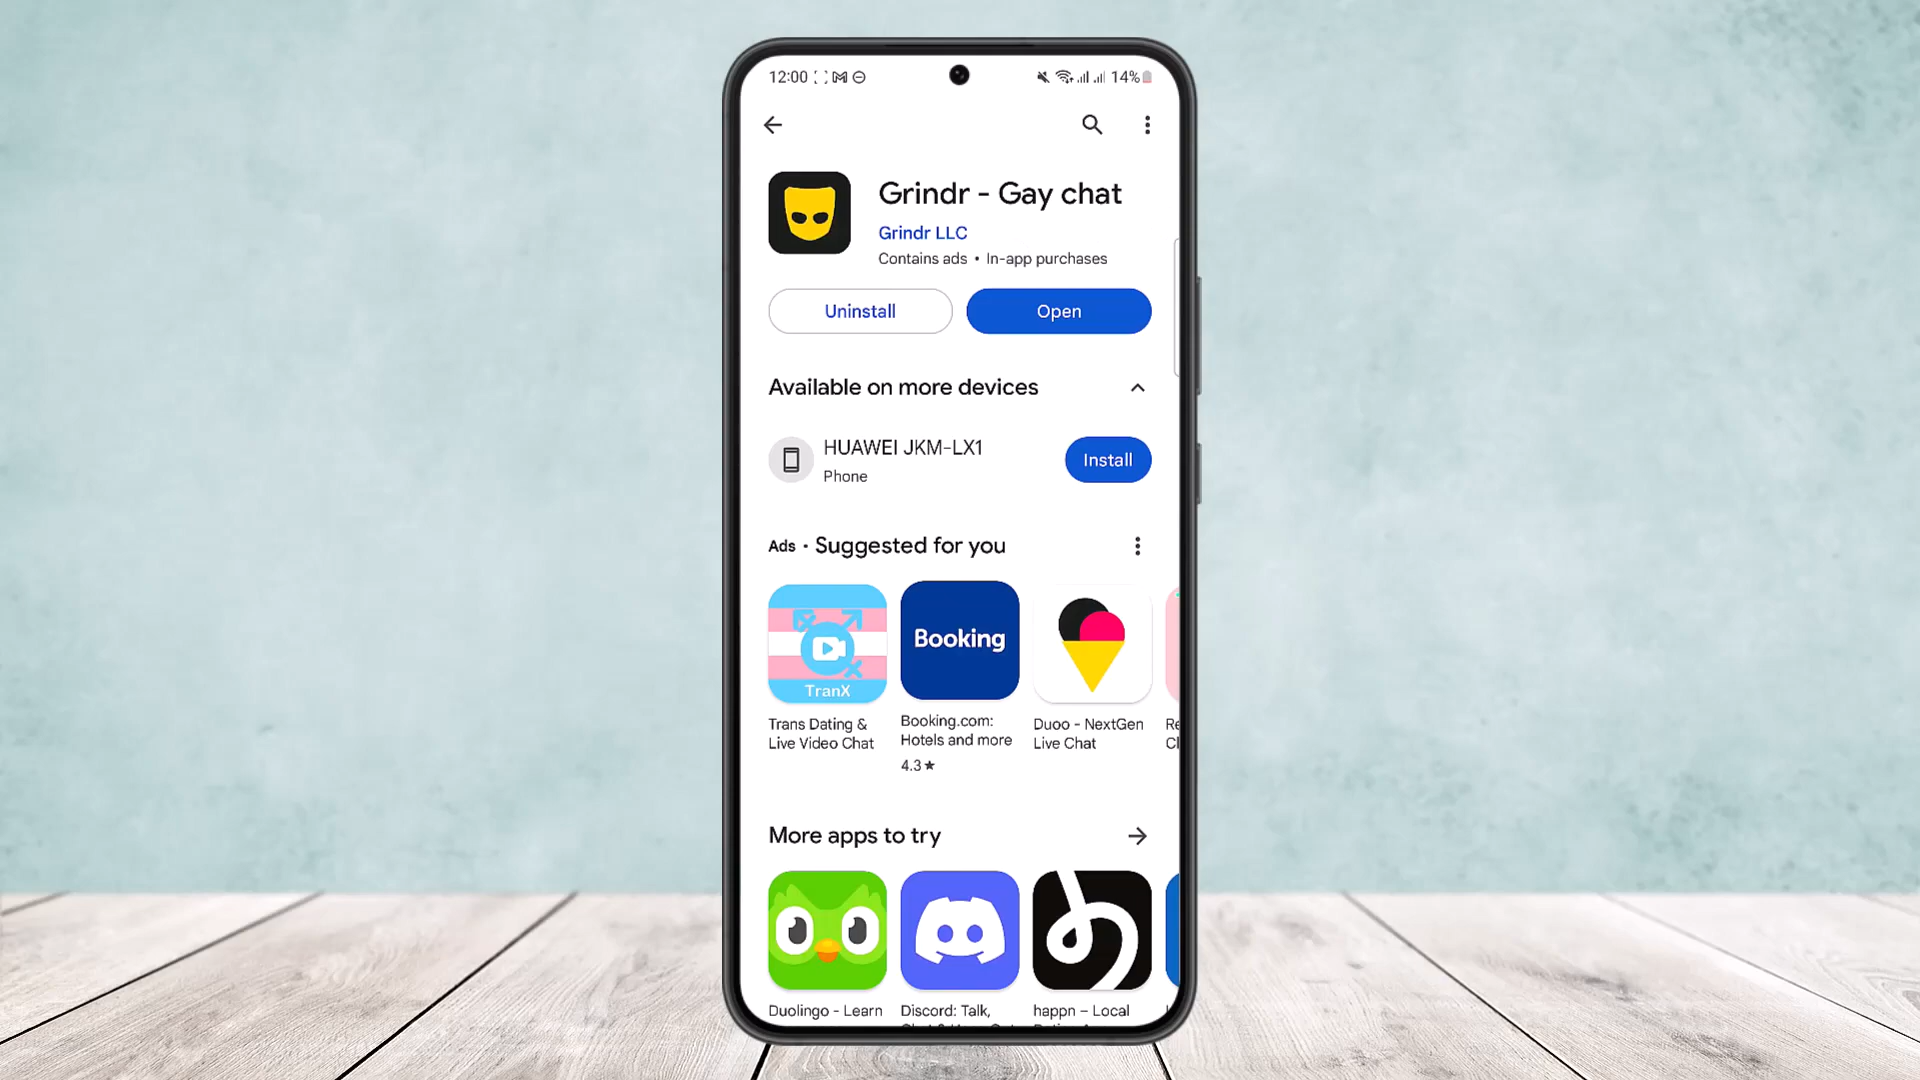 12:00
14%
Grindr - Gay chat
Grindr LLC
Contains ads • In-app purchases
Uninstall
Open
Available on more devices
HUAWEI JKM-LX1
Phone
Install
Ads • Suggested for you
Booking
TranX
Trans Dating &
Live Video Chat
Booking.com:
Hotels and more
4.3★
Duoo - NextGen
Live Chat
More apps to try
Duolingo - Learn
Discord: Talk,
happn – Local